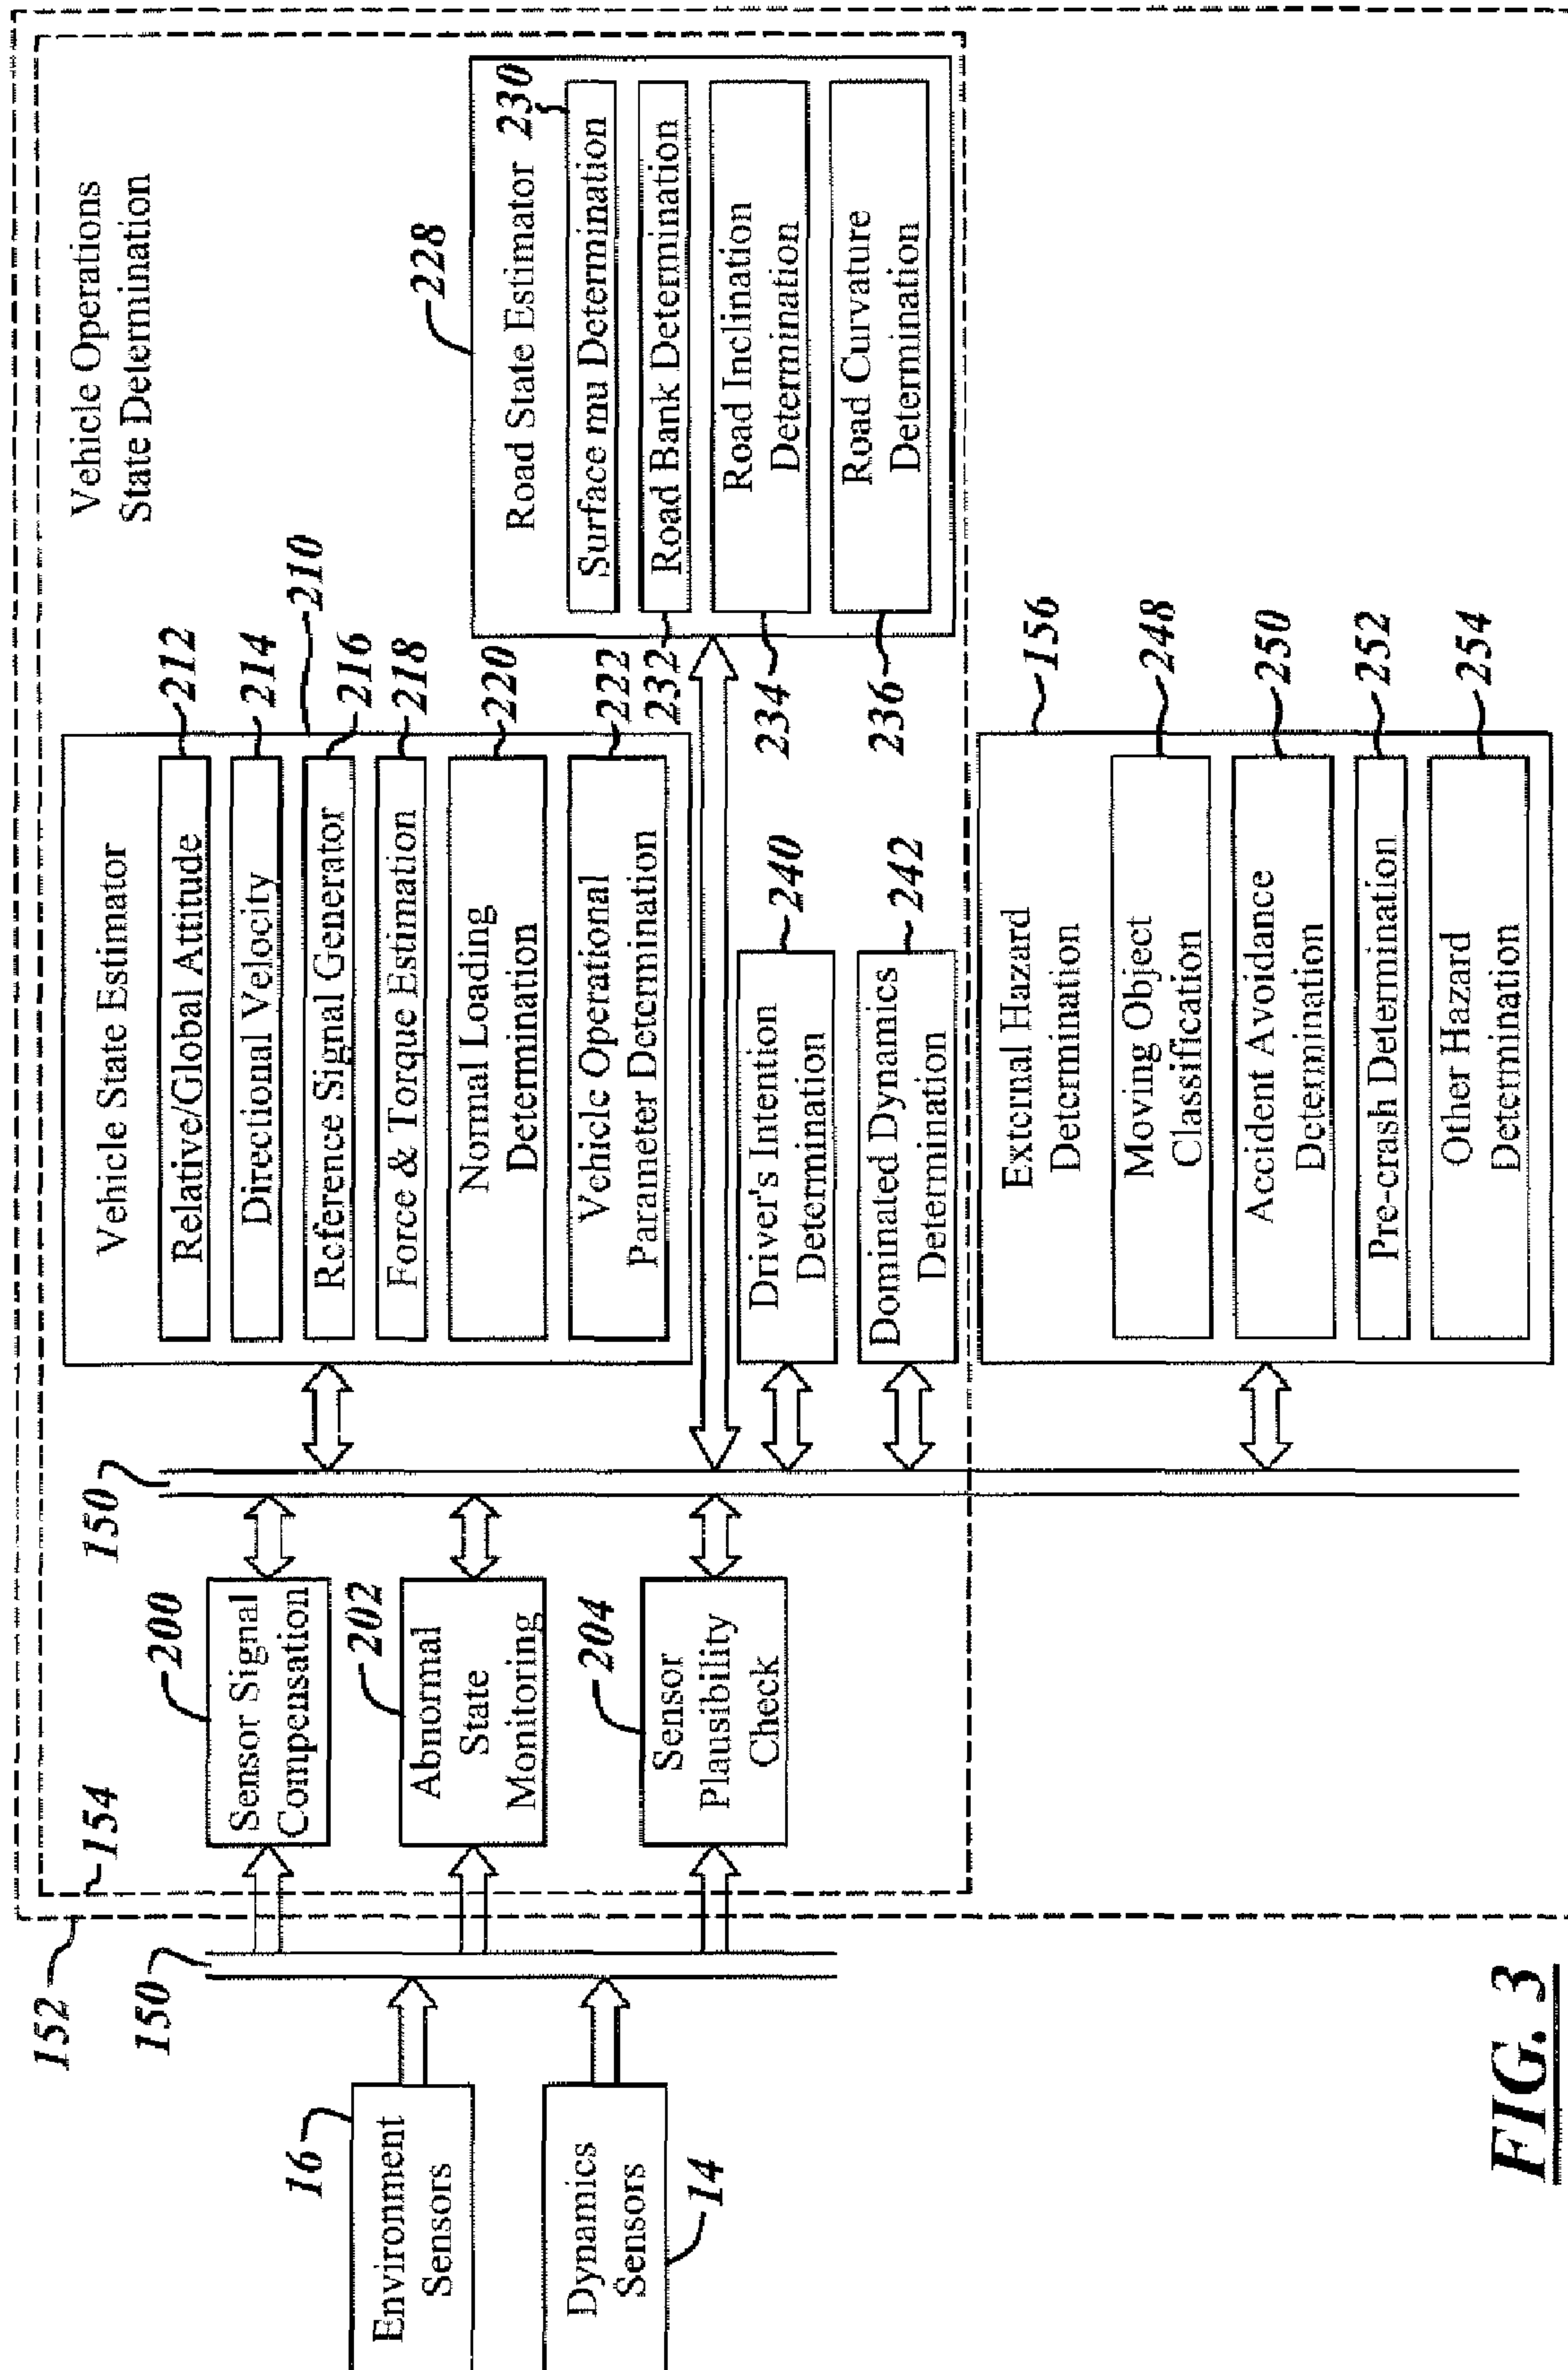 152
154
Vehicle Operations
State Determination
16
Environment
Sensors
Dynamics
Sensors
14
150
200
Sensor Signal
Compensation
202
Abnormal
State
Monitoring
204
Sensor
Plausibility
Check
150
Vehicle State Estimator
Relative/Global Attitude
212
Directional Velocity
214
210
Reference Signal Generator
216
Force & Torque Estimation
218
Normal Loading
Determination
220
Vehicle Operational
Parameter Determination
222
228
Road State Estimator
230
Surface mu Determination
232
Road Bank Determination
234
Road Inclination
Determination
236
Road Curvature
Determination
Driver's Intention
Determination
240
Dominated Dynamics
Determination
242
External Hazard
Determination
156
Moving Object
Classification
248
Accident Avoidance
Determination
250
Pre-crash Determination
252
Other Hazard
Determination
254
FIG. 3